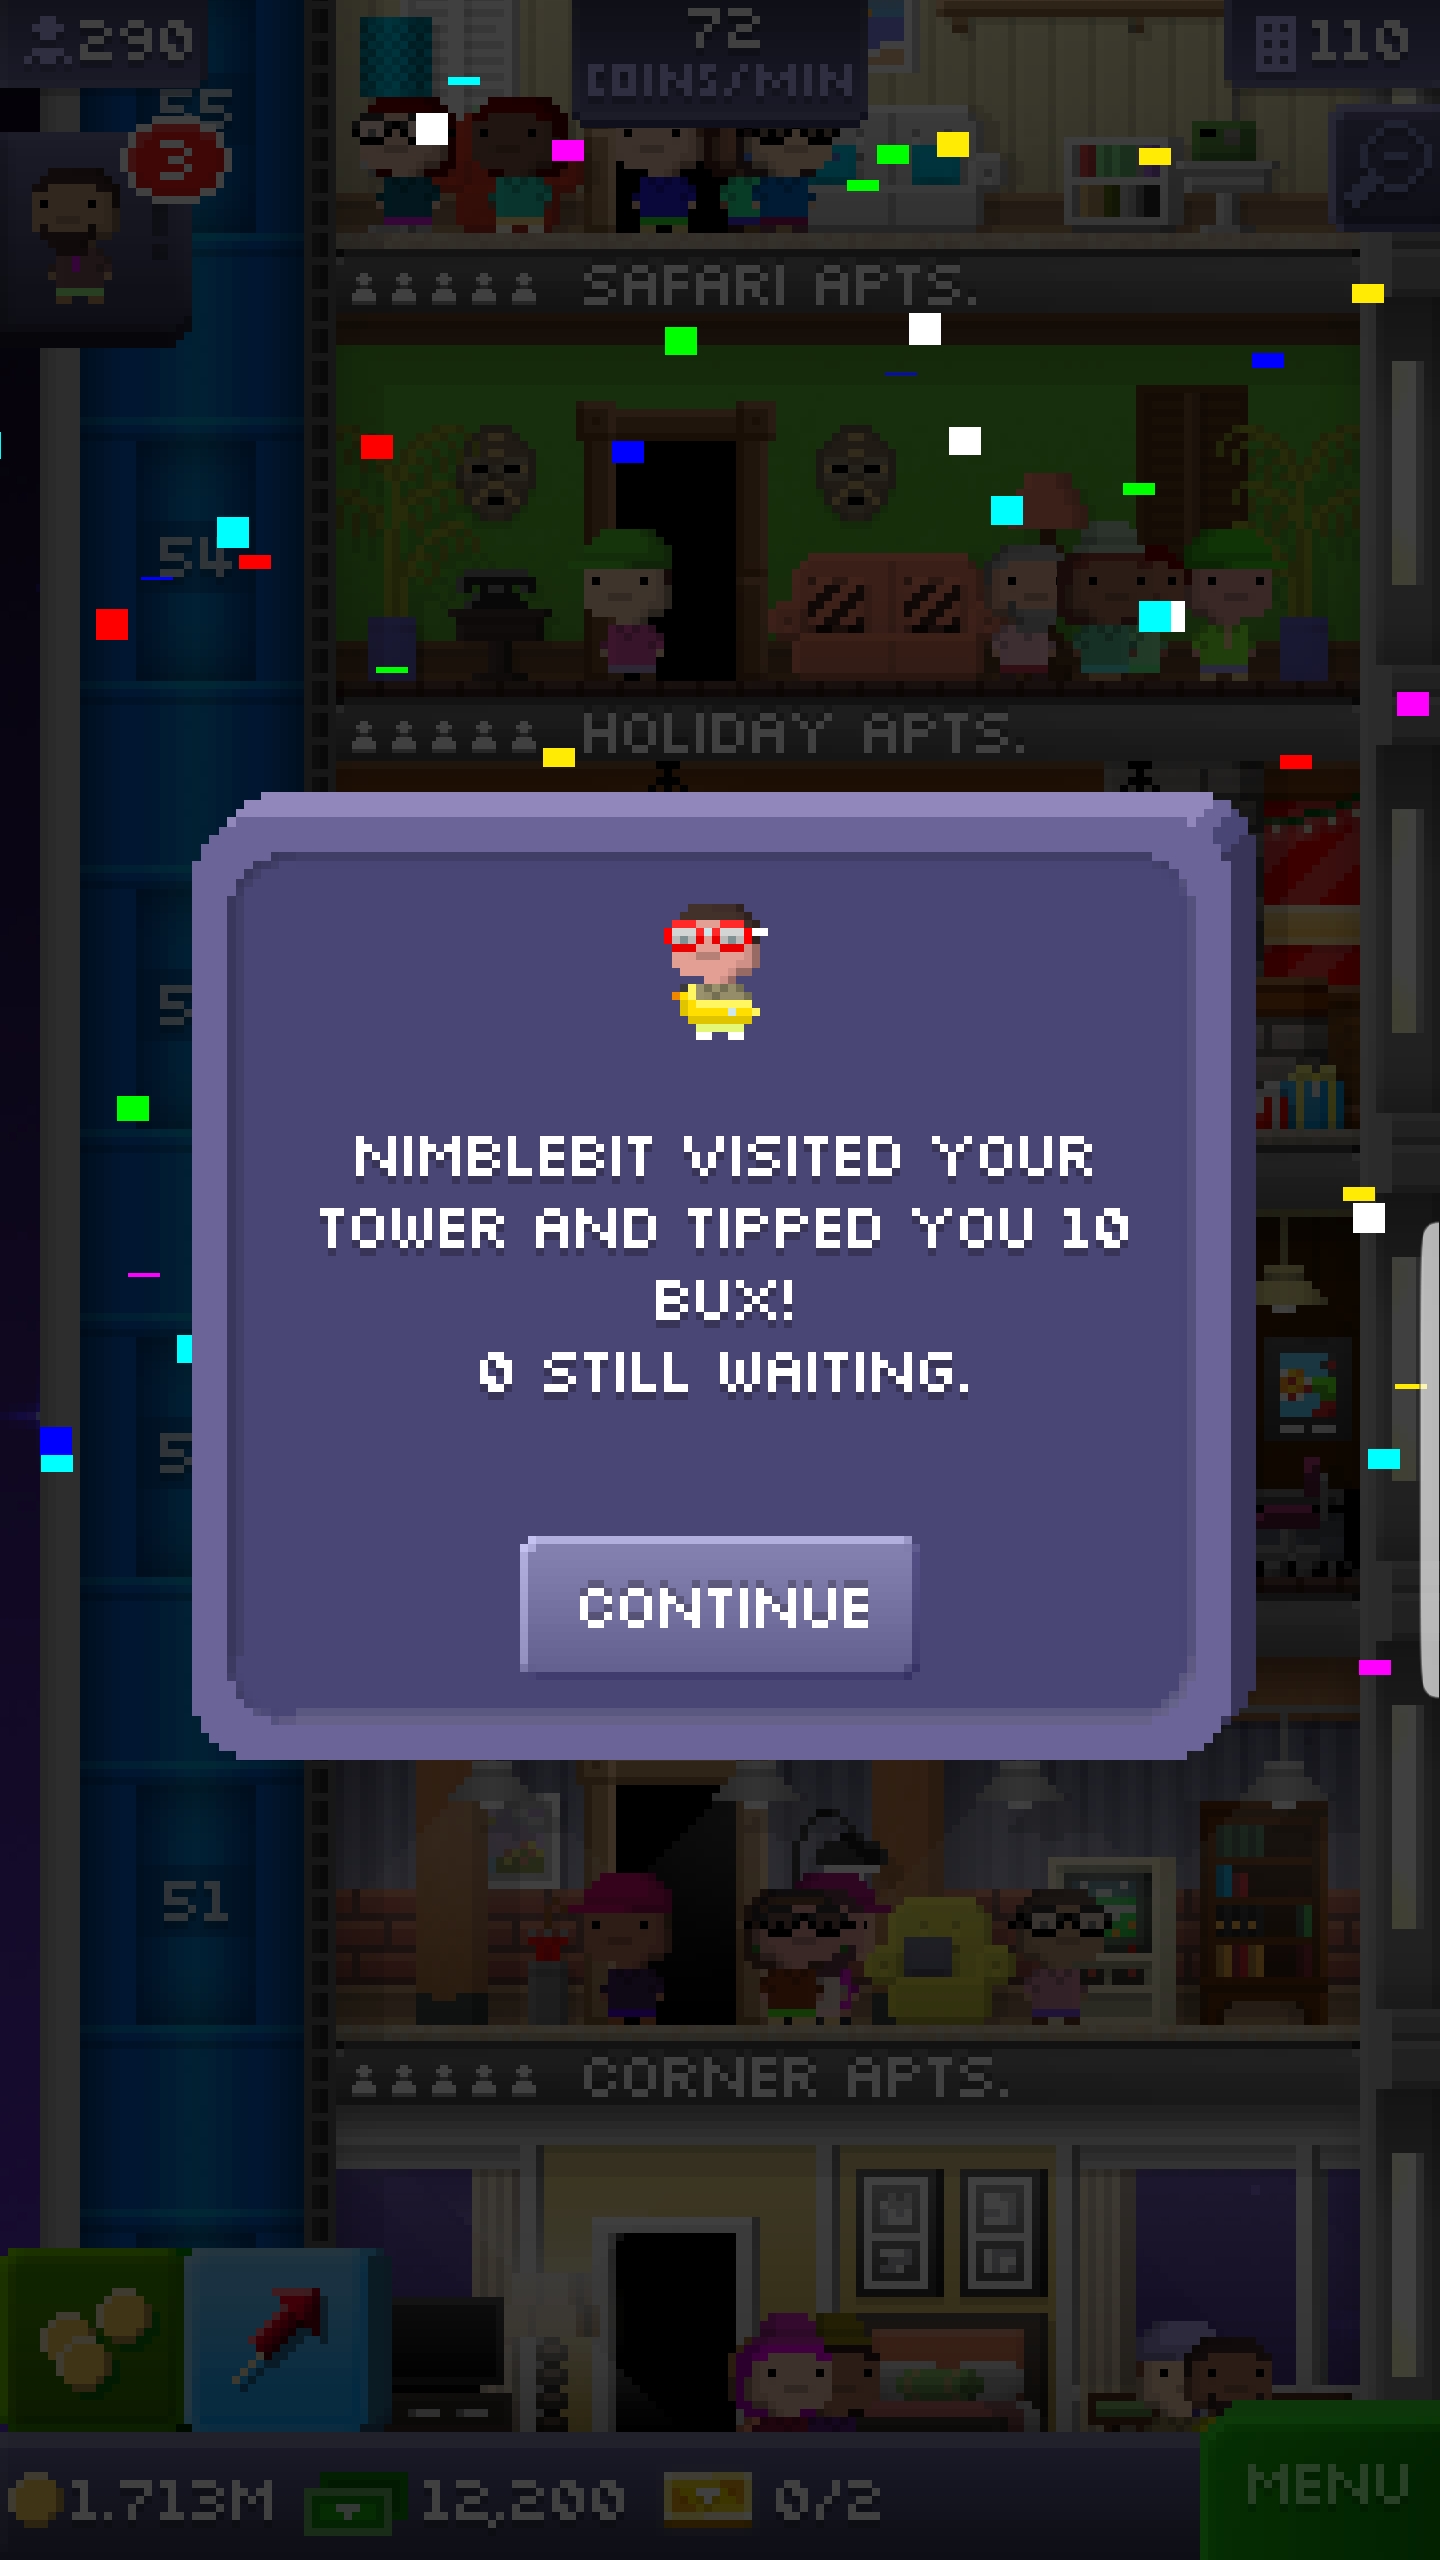 290
72
COINS/MIN
110
55
3
SAFARI APTS.
54
HOLIDAY APTS.
NIMBLEBIT VISITED YOUR
TOWER AND TIPPED YOU 10
BUX!
0 STILL WAITING.
CONTINUE
51
CORNER APTS.
1.713M
12,200
0/2
MENU